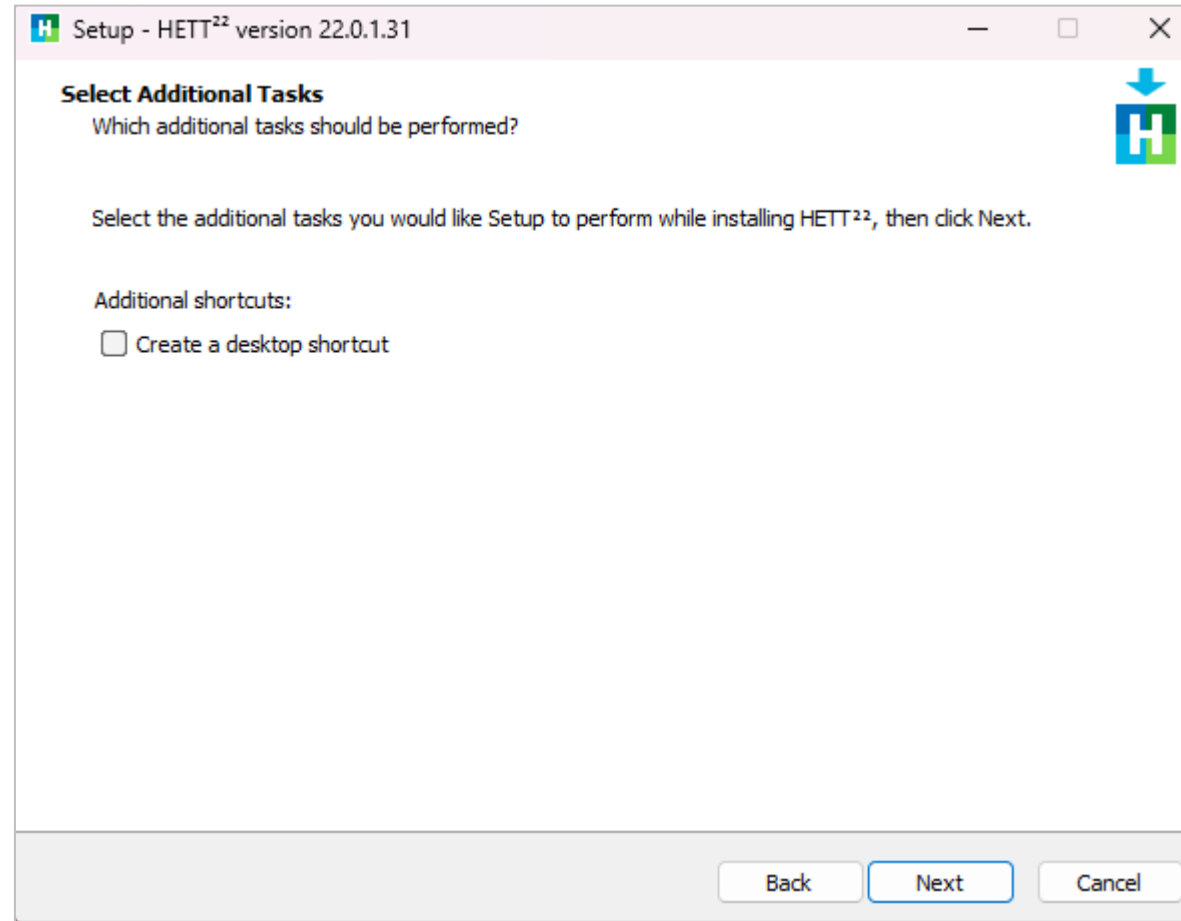 H Setup - HETT²² version 22.0.1.31
Select Additional Tasks
Which additional tasks should be performed?
H
Select the additional tasks you would like Setup to perform while installing HETT²², then click Next.
Additional shortcuts:
Create a desktop shortcut
Back Next Cancel